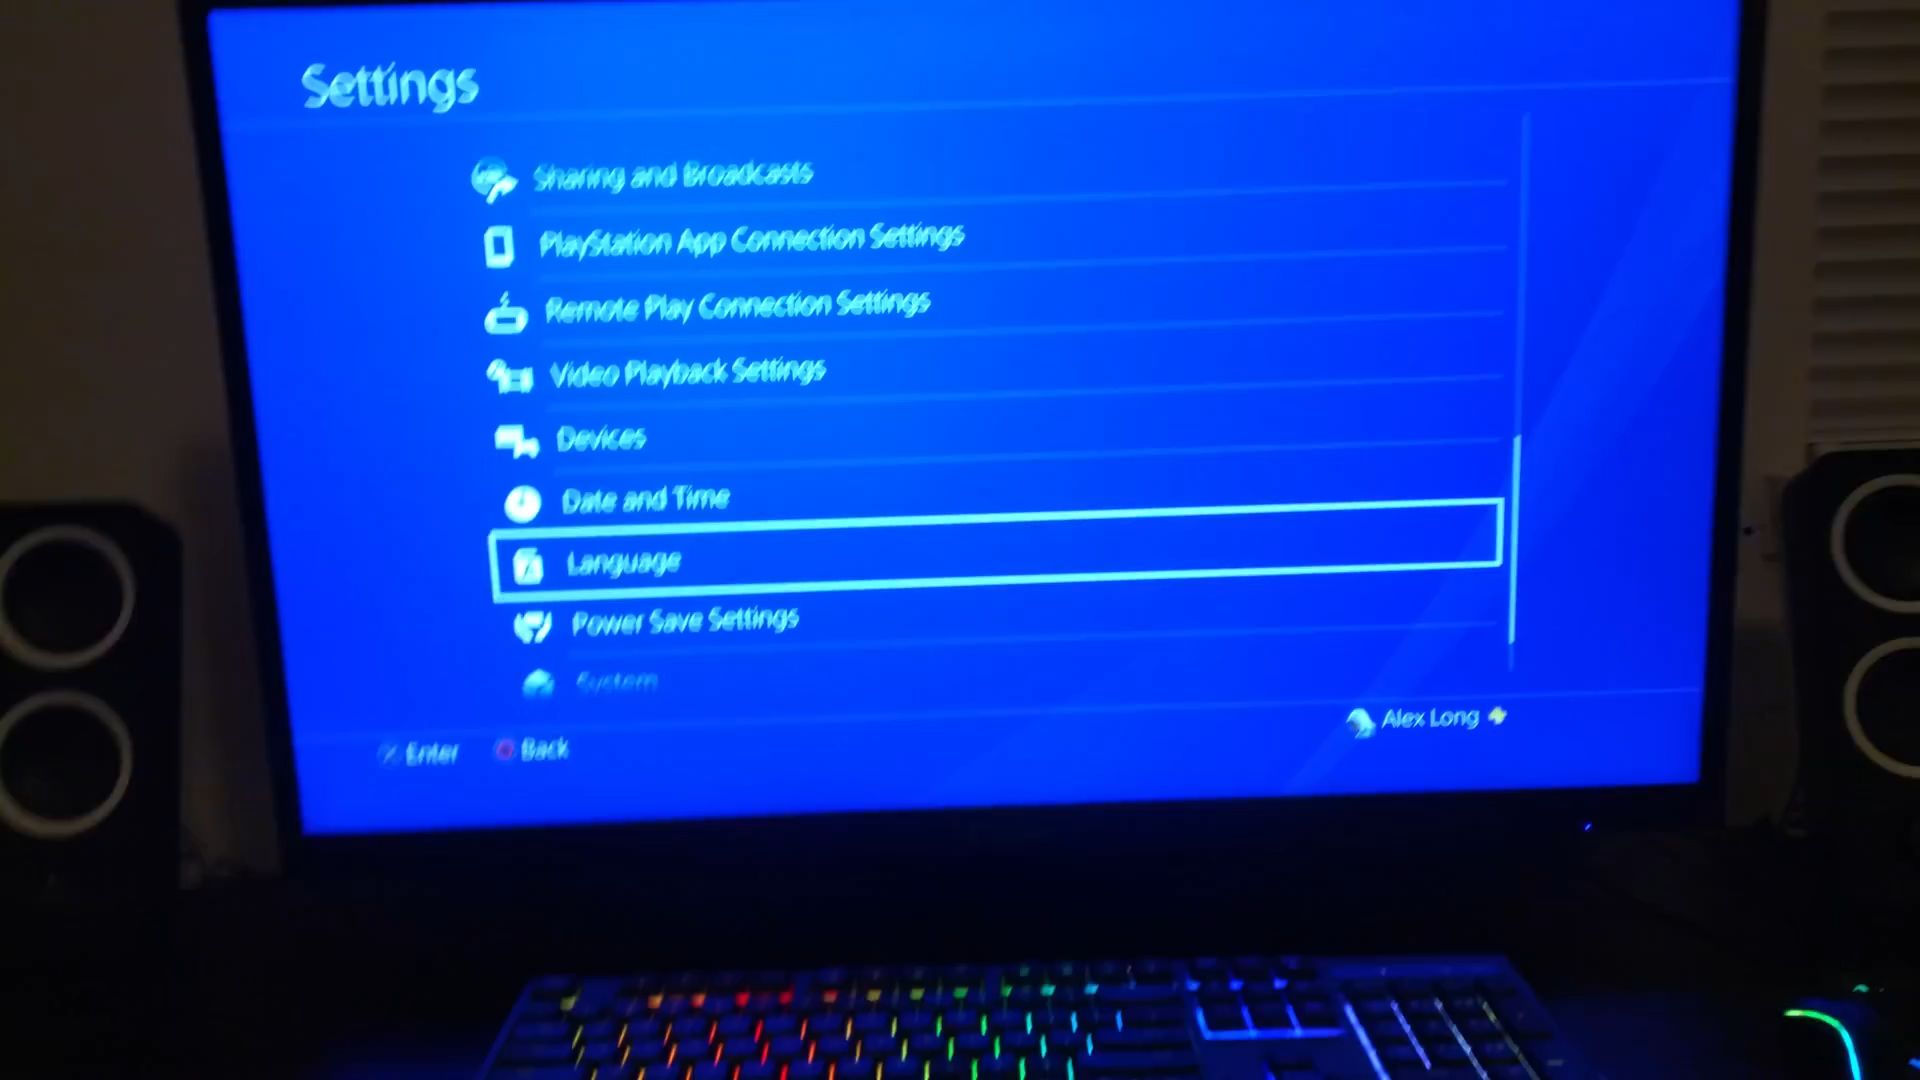 Settings
Sharing and Broadcasts
PlayStation App Connection Settings
Remote Play Connection Settings
Video Playback Settings
Devices
Date and Time
Language
Power Save Settings
System
Alex Long
Enter
Back